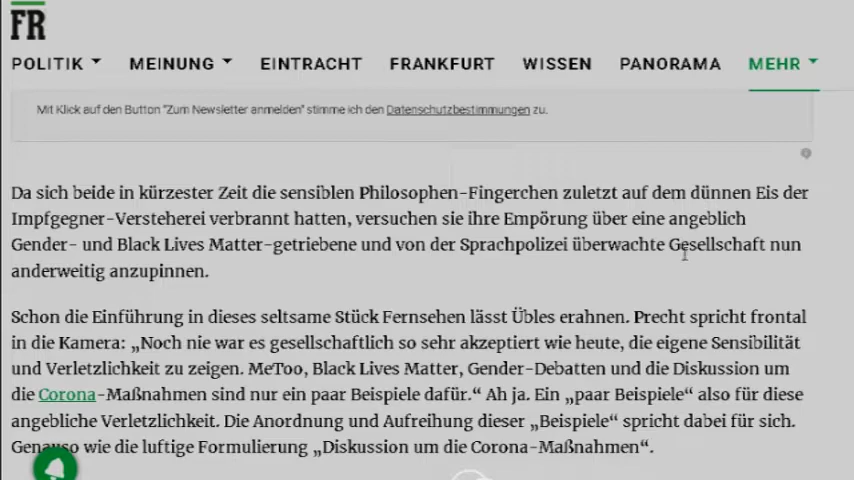 FR
POLITIK MEINUNG EINTRACHT FRANKFURT WISSEN PANORAMA MEHR
Mit Klick auf den Button "Zum Newsletter anmelden" stimme ich den Datenschutzbestimmungen zu.
Da sich beide in kürzester Zeit die sensiblen Philosophen-Fingerchen zuletzt auf dem dünnen Eis der
Impfgegner-Versteherei verbrannt hatten, versuchen sie ihre Empörung über eine angeblich
Gender- und Black Lives Matter-getriebene und von der Sprachpolizei überwachte Gesellschaft nun
anderweitig anzupinnen.
Schon die Einführung in dieses seltsame Stück Fernsehen lässt Übles erahnen. Precht spricht frontal
in die Kamera: „Noch nie war es gesellschaftlich so sehr akzeptiert wie heute, die eigene Sensibilität
und Verletzlichkeit zu zeigen. MeToo, Black Lives Matter, Gender-Debatten und die Diskussion um
die Corona-Maßnahmen sind nur ein paar Beispiele dafür.“ Ah ja. Ein „paar Beispiele“ also für diese
angebliche Verletzlichkeit. Die Anordnung und Aufreihung dieser „Beispiele“ spricht dabei für sich.
Genauso wie die luftige Formulierung „Diskussion um die Corona-Maßnahmen“.